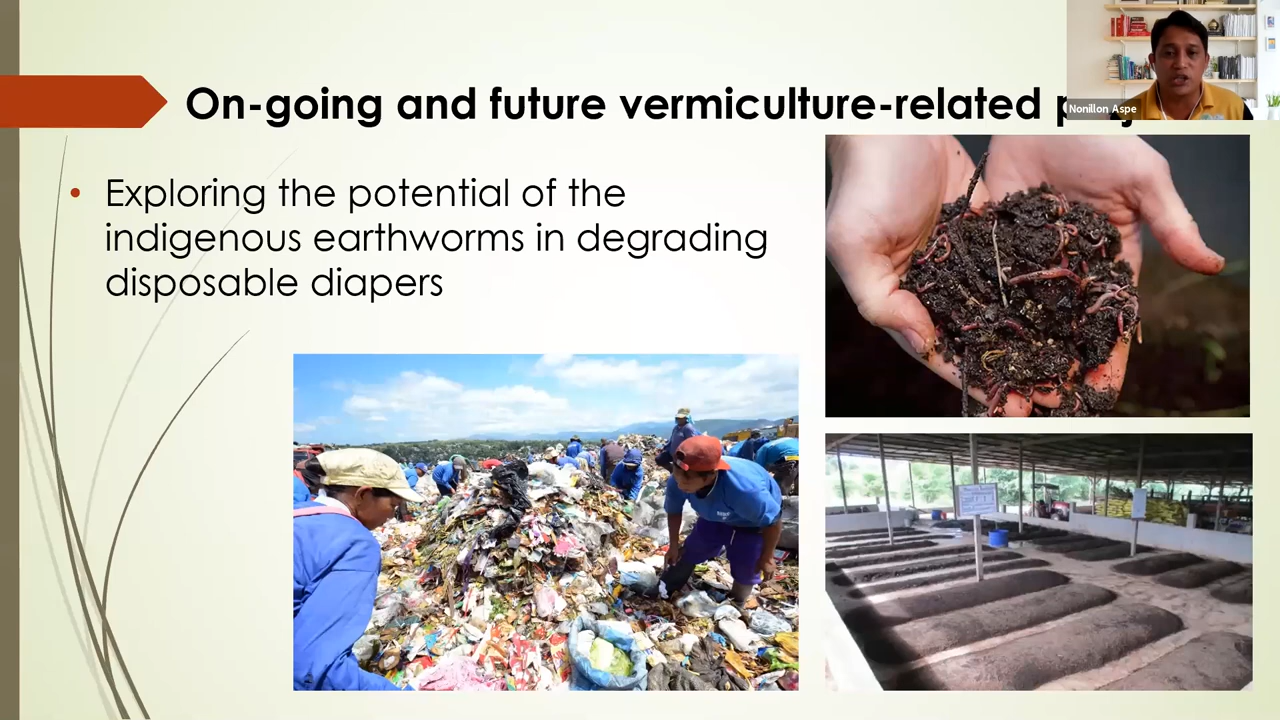 On-going and future vermiculture-related
Nonillon Aspe
• Exploring the potential of the
indigenous earthworms in degrading
disposable diapers